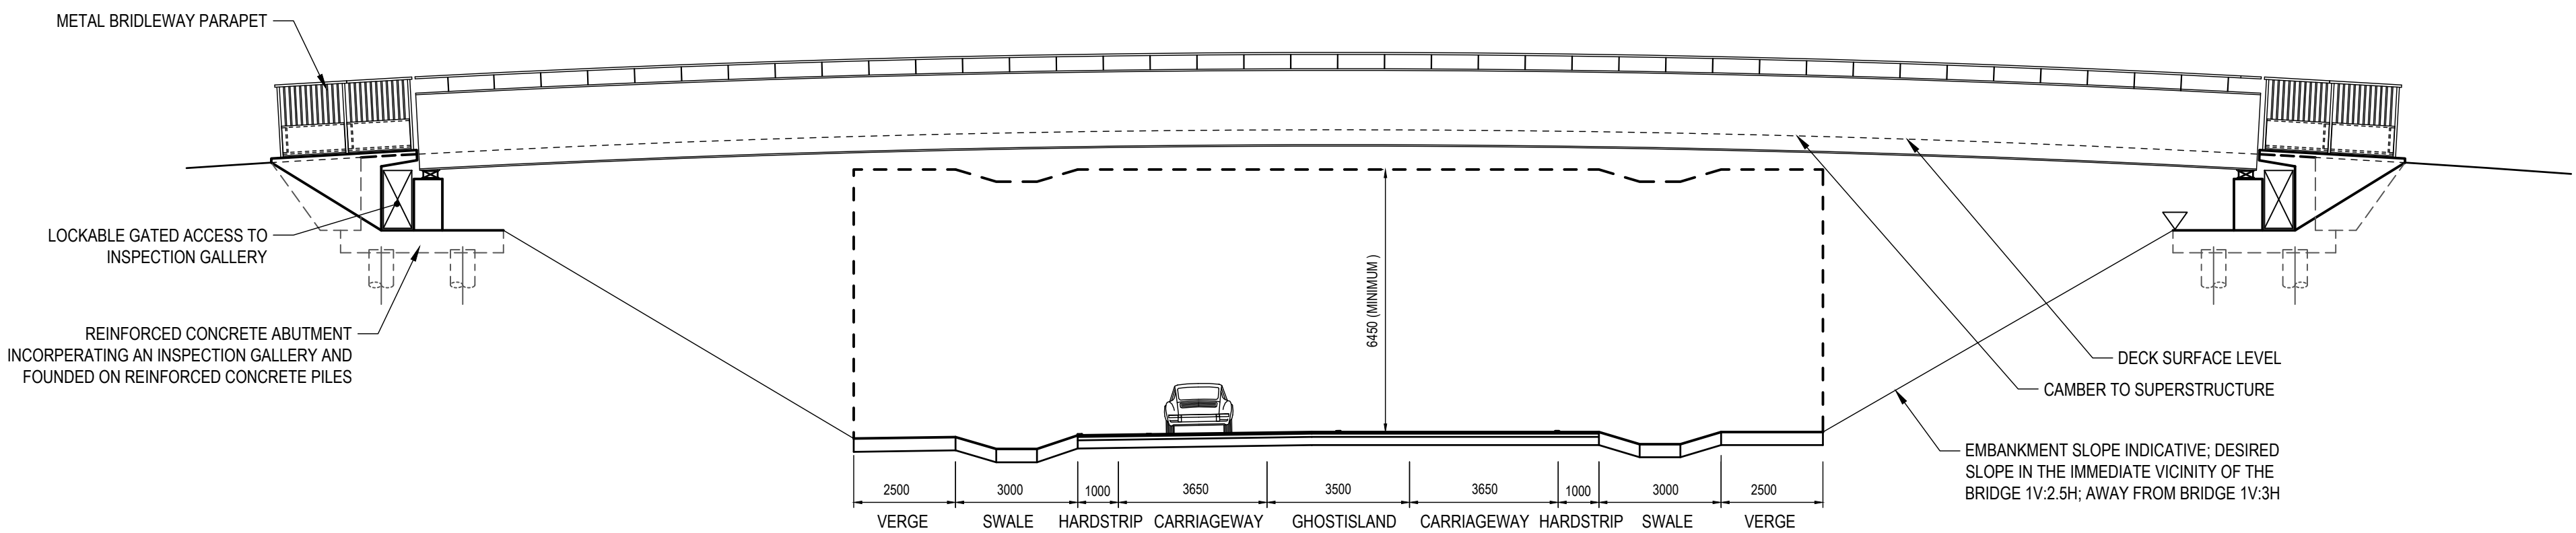 METAL BRIDLEWAY PARAPET
LOCKABLE GATED ACCESS TO
INSPECTION GALLERY
REINFORCED CONCRETE ABUTMENT
INCORPERATING AN INSPECTION GALLERY AND
FOUNDED ON REINFORCED CONCRETE PILES
6450 (MINIMUM )
DECK SURFACE LEVEL
CAMBER TO SUPERSTRUCTURE
EMBANKMENT SLOPE INDICATIVE; DESIRED
SLOPE IN THE IMMEDIATE VICINITY OF THE
BRIDGE 1V:2.5H; AWAY FROM BRIDGE 1V:3H
2500 3000 1000 3650 3500 3650 1000 3000 2500
VERGE SWALE HARDSTRIP CARRIAGEWAY GHOSTISLAND CARRIAGEWAY HARDSTRIP SWALE VERGE